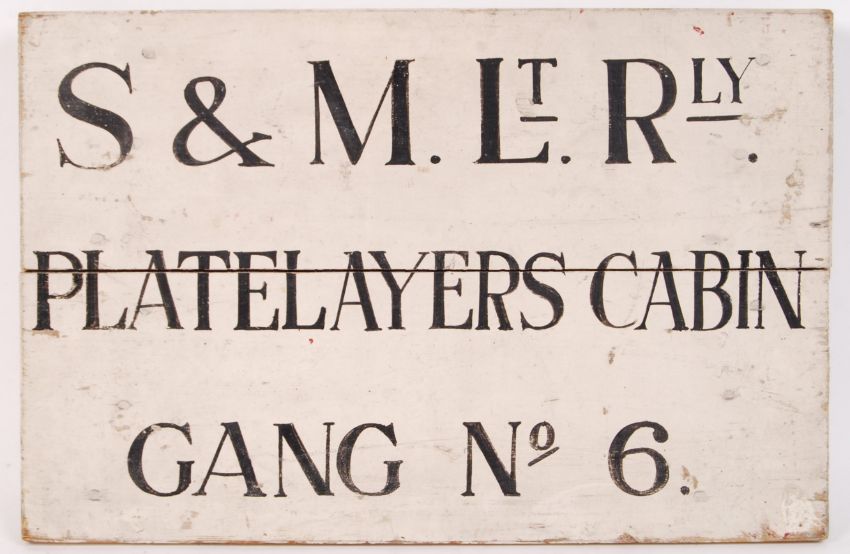 S & M. LT. RLY.
PLATELAYERS CABIN
GANG No 6.